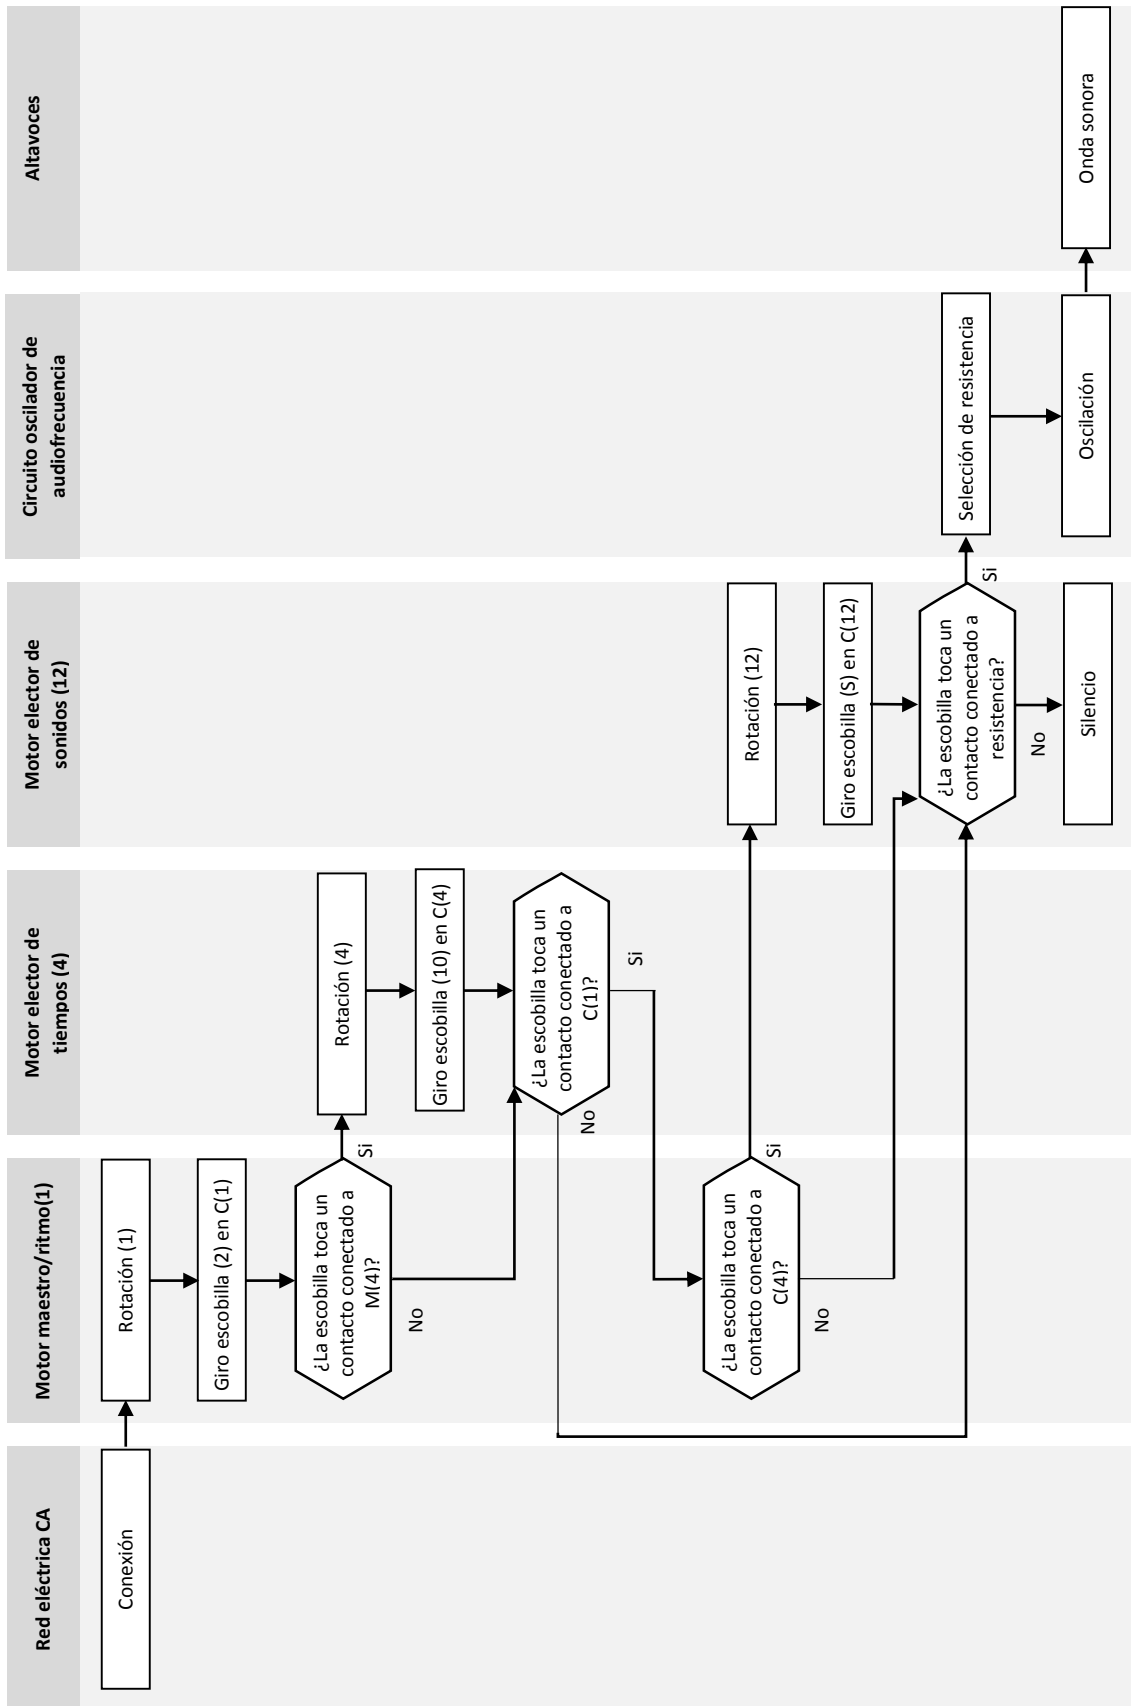 Red eléctrica CA
Motor maestro/ritmo(1)
Motor elector de
tiempos (4)
Motor elector de
sonidos (12)
Circuito oscilador de
audiofrecuencia
Altavoces
Conexión
Rotación (1)
Giro escobilla (2) en C(1)
¿La escobilla toca un
contacto conectado a
M(4)?
Si
No
Rotación (4)
Giro escobilla (10) en C(4)
¿La escobilla toca un
contacto conectado a
C(1)?
No
Si
¿La escobilla toca un
contacto conectado a
C(4)?
Si
No
Rotación (12)
Giro escobilla (S) en C(12)
¿La escobilla toca un
contacto conectado a
resistencia?
Si
No
Silencio
Selección de resistencia
Oscilación
Onda sonora